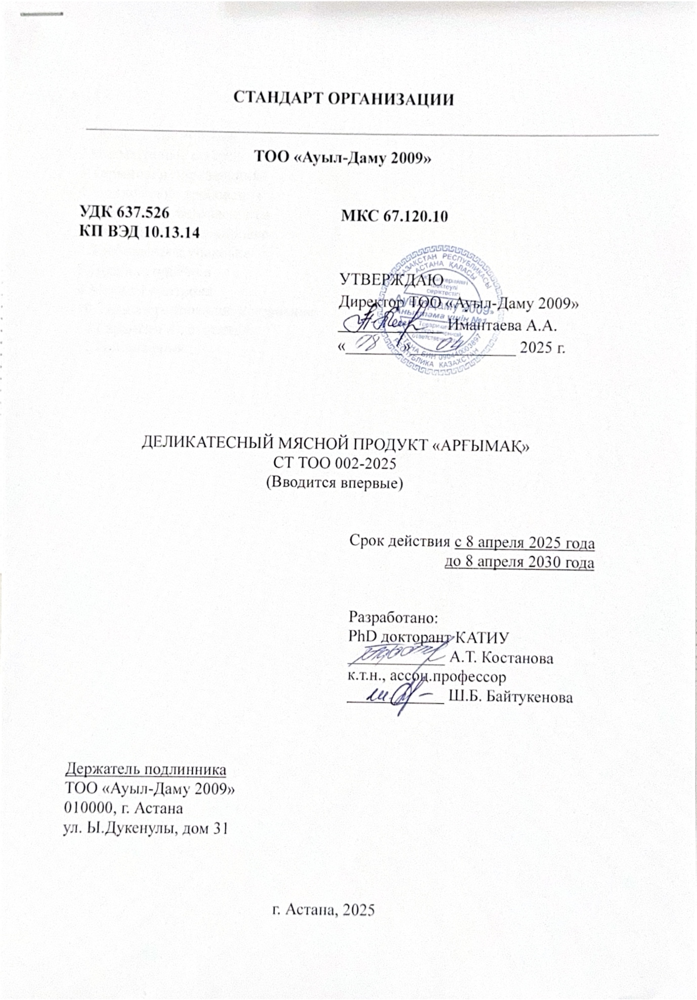 СТАНДАРТ ОРГАНИЗАЦИИ
ТОО «Ауыл-Даму 2009»
УДК 637.526
КП ВЭД 10.13.14
МКС 67.120.10
УТВЕРЖДАЮ
Директор ТОО «Ауыл-Даму 2009»
Имантаева А.А.
« 08 » 04 2025 г.
ҚАЗАҚСТАН РЕСПУБЛИКАСЫ
АСТАНА ҚАЛАСЫ
шектеулі
серіктестігі
«Ауыл-Даму 2009»
Анықтама үшін №1
ответственностью
АСТАНА БИН 090440003897
РЕСПУБЛИКА КАЗАХСТАН
ДЕЛИКАТЕСНЫЙ МЯСНОЙ ПРОДУКТ «АРҒЫМАҚ»
СТ ТОО 002-2025
(Вводится впервые)
Срок действия с 8 апреля 2025 года
до 8 апреля 2030 года
Разработано:
PhD докторант КАТИУ
А.Т. Костанова
к.т.н., ассоц.профессор
Ш.Б. Байтукенова
Держатель подлинника
ТОО «Ауыл-Даму 2009»
010000, г. Астана
ул. Ы.Дукенулы, дом 31
г. Астана, 2025